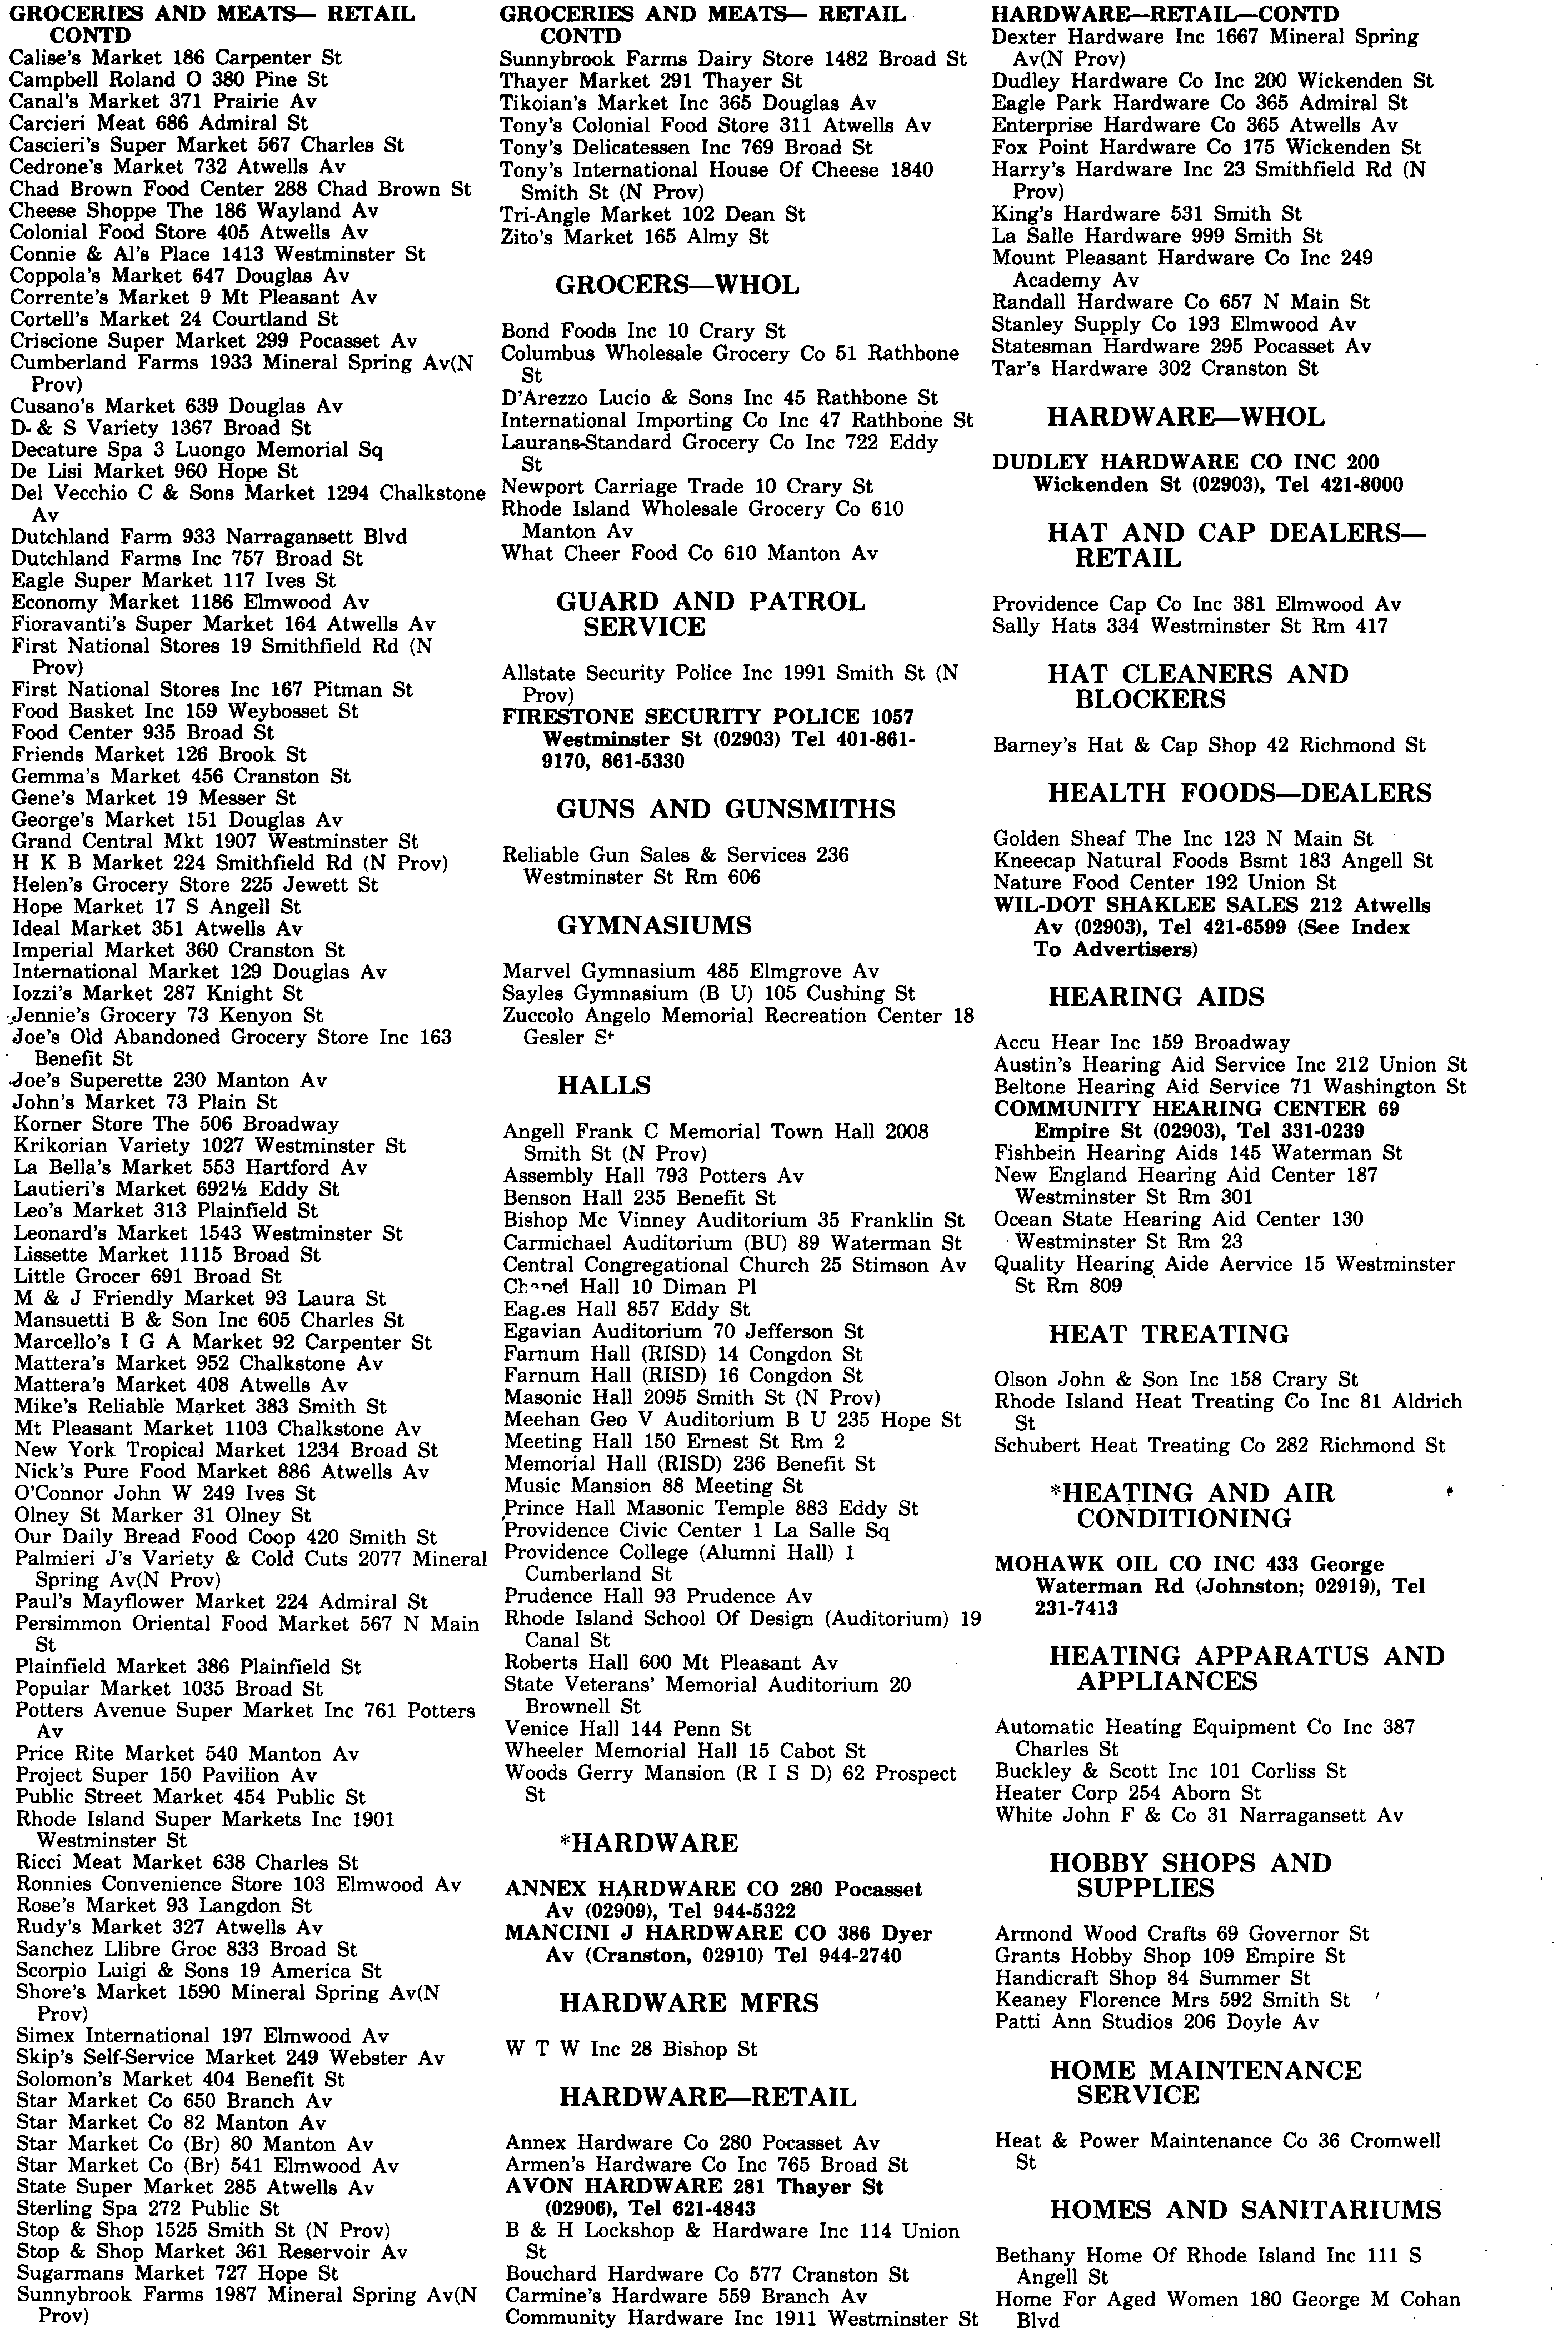 GROCERIES AND MEATS— RETAIL
CONTD
Calise's Market 186 Carpenter St
Campbell Roland O 380 Pine St
Canal's Market 371 Prairie Av
Carcieri Meat 686 Admiral St
Cascieri's Super Market 567 Charles St
Cedrone's Market 732 Atwells Av
Chad Brown Food Center 288 Chad Brown St
Cheese Shoppe The 186 Wayland Av
Colonial Food Store 405 Atwells Av
Connie & Al's Place 1413 Westminster St
Coppola's Market 647 Douglas Av
Corrente's Market 9 Mt Pleasant Av
Cortell's Market 24 Courtland St
Criscione Super Market 299 Pocasset Av
Cumberland Farms 1933 Mineral Spring Av(N
Prov)
Cusano's Market 639 Douglas Av
D & S Variety 1367 Broad St
Decature Spa 3 Luongo Memorial Sq
De Lisi Market 960 Hope St
Del Vecchio C & Sons Market 1294 Chalkstone
Av
Dutchland Farm 933 Narragansett Blvd
Dutchland Farms Inc 757 Broad St
Eagle Super Market 117 Ives St
Economy Market 1186 Elmwood Av
Fioravanti's Super Market 164 Atwells Av
First National Stores 19 Smithfield Rd (N
Prov)
First National Stores Inc 167 Pitman St
Food Basket Inc 159 Weybosset St
Food Center 935 Broad St
Friends Market 126 Brook St
Gemma's Market 456 Cranston St
Gene's Market 19 Messer St
George's Market 151 Douglas Av
Grand Central Mkt 1907 Westminster St
H K B Market 224 Smithfield Rd (N Prov)
Helen's Grocery Store 225 Jewett St
Hope Market 17 S Angell St
Ideal Market 351 Atwells Av
Imperial Market 360 Cranston St
International Market 129 Douglas Av
Iozzi's Market 287 Knight St
Jennie's Grocery 73 Kenyon St
Joe's Old Abandoned Grocery Store Inc 163
Benefit St
Joe's Superette 230 Manton Av
John's Market 73 Plain St
Korner Store The 506 Broadway
Krikorian Variety 1027 Westminster St
La Bella's Market 553 Hartford Av
Lautieri's Market 692½ Eddy St
Leo's Market 313 Plainfield St
Leonard's Market 1543 Westminster St
Lissette Market 1115 Broad St
Little Grocer 691 Broad St
M & J Friendly Market 93 Laura St
Mansuetti B & Son Inc 605 Charles St
Marcello's I G A Market 92 Carpenter St
Mattera's Market 952 Chalkstone Av
Mattera's Market 408 Atwells Av
Mike's Reliable Market 383 Smith St
Mt Pleasant Market 1103 Chalkstone Av
New York Tropical Market 1234 Broad St
Nick's Pure Food Market 886 Atwells Av
O'Connor John W 249 Ives St
Olney St Marker 31 Olney St
Our Daily Bread Food Coop 420 Smith St
Palmieri J's Variety & Cold Cuts 2077 Mineral
Spring Av(N Prov)
Paul's Mayflower Market 224 Admiral St
Persimmon Oriental Food Market 567 N Main
St
Plainfield Market 386 Plainfield St
Popular Market 1035 Broad St
Potters Avenue Super Market Inc 761 Potters
Av
Price Rite Market 540 Manton Av
Project Super 150 Pavilion Av
Public Street Market 454 Public St
Rhode Island Super Markets Inc 1901
Westminster St
Ricci Meat Market 638 Charles St
Ronnies Convenience Store 103 Elmwood Av
Rose's Market 93 Langdon St
Rudy's Market 327 Atwells Av
Sanchez Llibre Groc 833 Broad St
Scorpio Luigi & Sons 19 America St
Shore's Market 1590 Mineral Spring Av(N
Prov)
Simex International 197 Elmwood Av
Skip's Self-Service Market 249 Webster Av
Solomon's Market 404 Benefit St
Star Market Co 650 Branch Av
Star Market Co 82 Manton Av
Star Market Co (Br) 80 Manton Av
Star Market Co (Br) 541 Elmwood Av
State Super Market 285 Atwells Av
Sterling Spa 272 Public St
Stop & Shop 1525 Smith St (N Prov)
Stop & Shop Market 361 Reservoir Av
Sugarmans Market 727 Hope St
Sunnybrook Farms 1987 Mineral Spring Av(N
Prov)
GROCERIES AND MEATS— RETAIL
CONTD
Sunnybrook Farms Dairy Store 1482 Broad St
Thayer Market 291 Thayer St
Tikoian's Market Inc 365 Douglas Av
Tony's Colonial Food Store 311 Atwells Av
Tony's Delicatessen Inc 769 Broad St
Tony's International House Of Cheese 1840
Smith St (N Prov)
Tri-Angle Market 102 Dean St
Zito's Market 165 Almy St
GROCERS—WHOL
Bond Foods Inc 10 Crary St
Columbus Wholesale Grocery Co 51 Rathbone
St
D'Arezzo Lucio & Sons Inc 45 Rathbone St
International Importing Co Inc 47 Rathbone St
Laurans-Standard Grocery Co Inc 722 Eddy
St
Newport Carriage Trade 10 Crary St
Rhode Island Wholesale Grocery Co 610
Manton Av
What Cheer Food Co 610 Manton Av
GUARD AND PATROL
SERVICE
Allstate Security Police Inc 1991 Smith St (N
Prov)
FIRESTONE SECURITY POLICE 1057
Westminster St (02903) Tel 401-861-
9170, 861-5330
GUNS AND GUNSMITHS
Reliable Gun Sales & Services 236
Westminster St Rm 606
GYMNASIUMS
Marvel Gymnasium 485 Elmgrove Av
Sayles Gymnasium (B U) 105 Cushing St
Zuccolo Angelo Memorial Recreation Center 18
Gesler St
HALLS
Angell Frank C Memorial Town Hall 2008
Smith St (N Prov)
Assembly Hall 793 Potters Av
Benson Hall 235 Benefit St
Bishop Mc Vinney Auditorium 35 Franklin St
Carmichael Auditorium (BU) 89 Waterman St
Central Congregational Church 25 Stimson Av
Chapel Hall 10 Diman Pl
Eagles Hall 857 Eddy St
Egavian Auditorium 70 Jefferson St
Farnum Hall (RISD) 14 Congdon St
Farnum Hall (RISD) 16 Congdon St
Masonic Hall 2095 Smith St (N Prov)
Meehan Geo V Auditorium B U 235 Hope St
Meeting Hall 150 Ernest St Rm 2
Memorial Hall (RISD) 236 Benefit St
Music Mansion 88 Meeting St
Prince Hall Masonic Temple 883 Eddy St
Providence Civic Center 1 La Salle Sq
Providence College (Alumni Hall) 1
Cumberland St
Prudence Hall 93 Prudence Av
Rhode Island School Of Design (Auditorium) 19
Canal St
Roberts Hall 600 Mt Pleasant Av
State Veterans' Memorial Auditorium 20
Brownell St
Venice Hall 144 Penn St
Wheeler Memorial Hall 15 Cabot St
Woods Gerry Mansion (R I S D) 62 Prospect
St
*HARDWARE
ANNEX HARDWARE CO 280 Pocasset
Av (02909), Tel 944-5322
MANCINI J HARDWARE CO 386 Dyer
Av (Cranston, 02910) Tel 944-2740
HARDWARE MFRS
W T W Inc 28 Bishop St
HARDWARE—RETAIL
Annex Hardware Co 280 Pocasset Av
Armen's Hardware Co Inc 765 Broad St
AVON HARDWARE 281 Thayer St
(02906), Tel 621-4843
B & H Lockshop & Hardware Inc 114 Union
St
Bouchard Hardware Co 577 Cranston St
Carmine's Hardware 559 Branch Av
Community Hardware Inc 1911 Westminster St
HARDWARE—RETAIL—CONTD
Dexter Hardware Inc 1667 Mineral Spring
Av(N Prov)
Dudley Hardware Co Inc 200 Wickenden St
Eagle Park Hardware Co 365 Admiral St
Enterprise Hardware Co 365 Atwells Av
Fox Point Hardware Co 175 Wickenden St
Harry's Hardware Inc 23 Smithfield Rd (N
Prov)
King's Hardware 531 Smith St
La Salle Hardware 999 Smith St
Mount Pleasant Hardware Co Inc 249
Academy Av
Randall Hardware Co 657 N Main St
Stanley Supply Co 193 Elmwood Av
Statesman Hardware 295 Pocasset Av
Tar's Hardware 302 Cranston St
HARDWARE—WHOL
DUDLEY HARDWARE CO INC 200
Wickenden St (02903), Tel 421-8000
HAT AND CAP DEALERS—
RETAIL
Providence Cap Co Inc 381 Elmwood Av
Sally Hats 334 Westminster St Rm 417
HAT CLEANERS AND
BLOCKERS
Barney's Hat & Cap Shop 42 Richmond St
HEALTH FOODS—DEALERS
Golden Sheaf The Inc 123 N Main St
Kneecap Natural Foods Bsmt 183 Angell St
Nature Food Center 192 Union St
WIL-DOT SHAKLEE SALES 212 Atwells
Av (02903), Tel 421-6599 (See Index
To Advertisers)
HEARING AIDS
Accu Hear Inc 159 Broadway
Austin's Hearing Aid Service Inc 212 Union St
Beltone Hearing Aid Service 71 Washington St
COMMUNITY HEARING CENTER 69
Empire St (02903), Tel 331-0239
Fishbein Hearing Aids 145 Waterman St
New England Hearing Aid Center 187
Westminster St Rm 301
Ocean State Hearing Aid Center 130
Westminster St Rm 23
Quality Hearing Aide Aervice 15 Westminster
St Rm 809
HEAT TREATING
Olson John & Son Inc 158 Crary St
Rhode Island Heat Treating Co Inc 81 Aldrich
St
Schubert Heat Treating Co 282 Richmond St
*HEATING AND AIR
CONDITIONING
MOHAWK OIL CO INC 433 George
Waterman Rd (Johnston; 02919), Tel
231-7413
HEATING APPARATUS AND
APPLIANCES
Automatic Heating Equipment Co Inc 387
Charles St
Buckley & Scott Inc 101 Corliss St
Heater Corp 254 Aborn St
White John F & Co 31 Narragansett Av
HOBBY SHOPS AND
SUPPLIES
Armond Wood Crafts 69 Governor St
Grants Hobby Shop 109 Empire St
Handicraft Shop 84 Summer St
Keaney Florence Mrs 592 Smith St
Patti Ann Studios 206 Doyle Av
HOME MAINTENANCE
SERVICE
Heat & Power Maintenance Co 36 Cromwell
St
HOMES AND SANITARIUMS
Bethany Home Of Rhode Island Inc 111 S
Angell St
Home For Aged Women 180 George M Cohan
Blvd